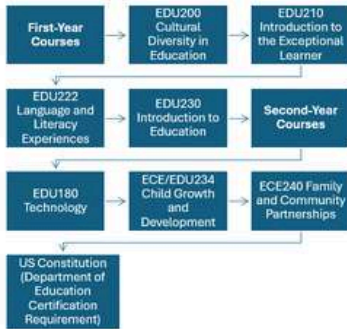 First-Year
Courses
EDU200
Cultural
Diversity in
Education
EDU210
Introduction to
the Exceptional
Learner
EDU222
Language and
Literacy
Experiences
EDU230
Introduction to
Education
Second-Year
Courses
EDU180
Technology
ECE/EDU234
Child Growth
and
Development
ECE240 Family
and Community
Partnerships
US Constitution
(Department of
Education
Certification
Requirement)